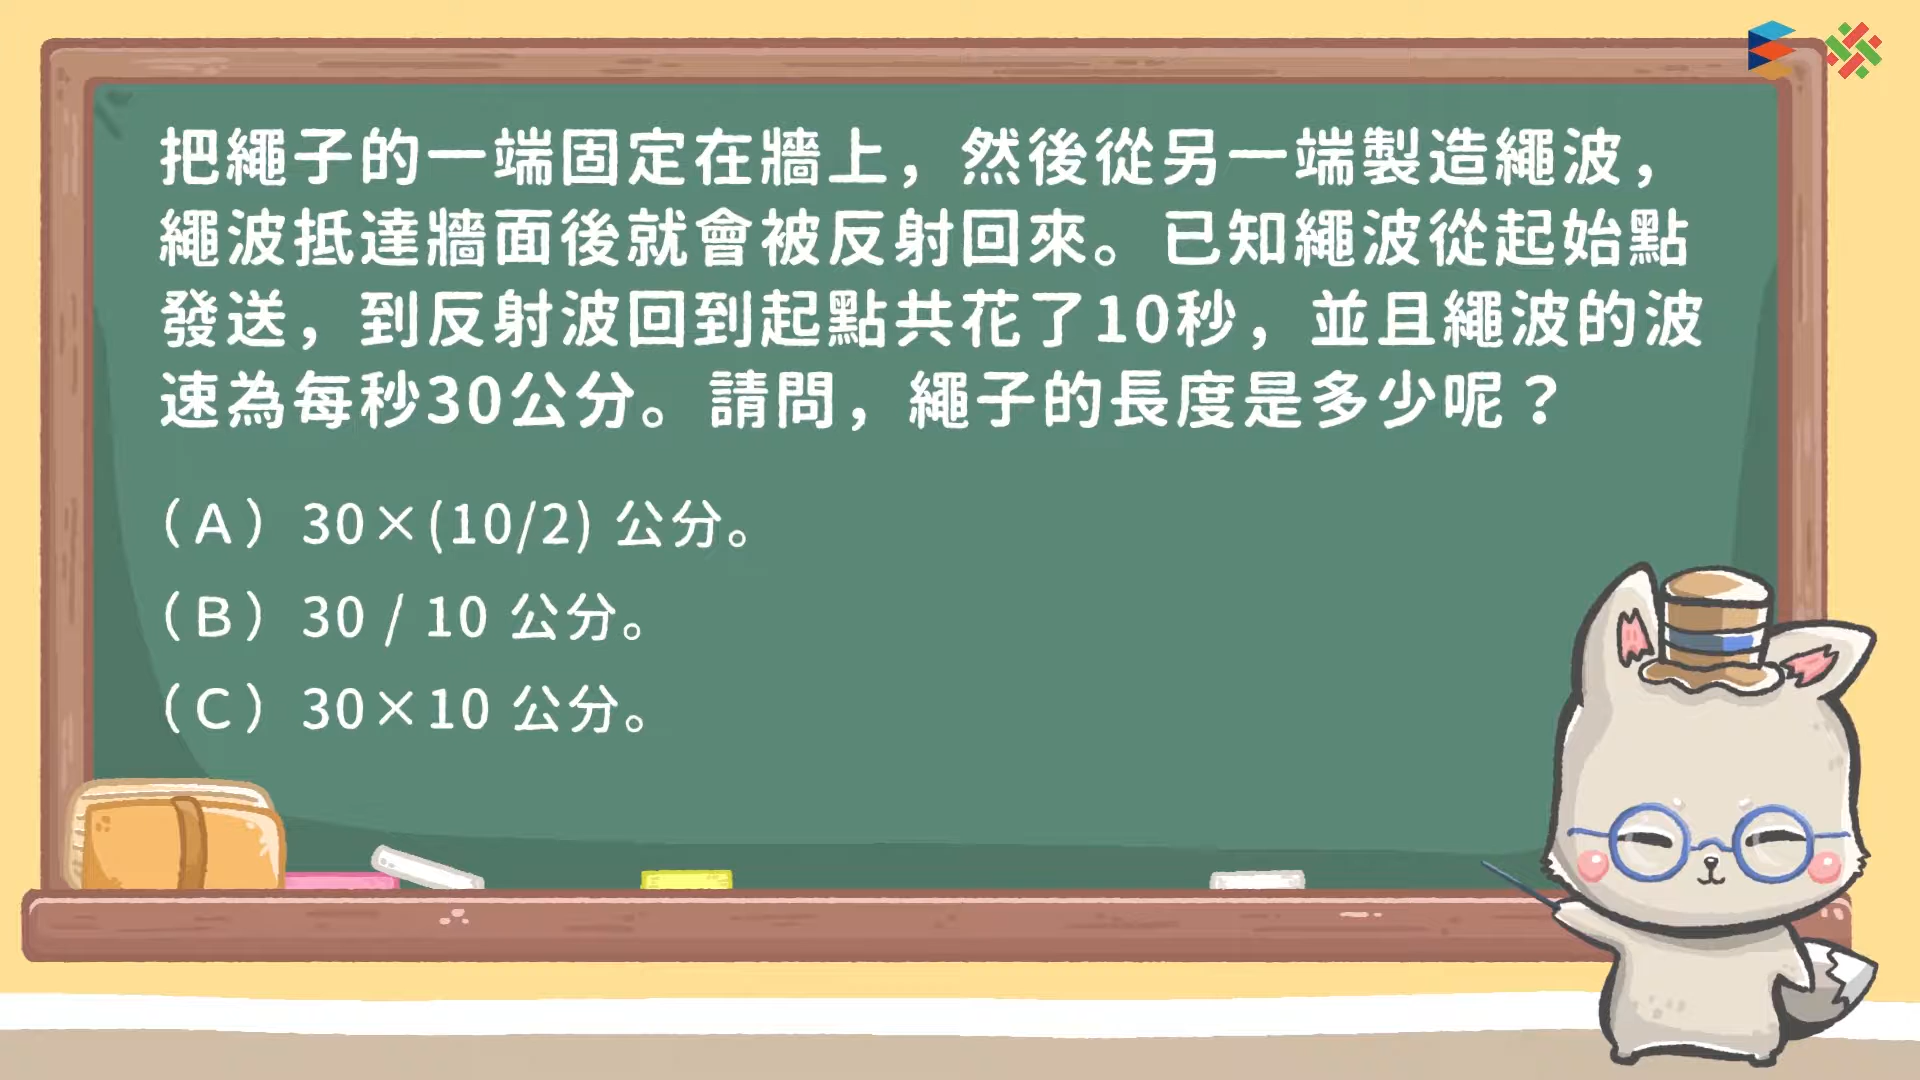 把繩子的一端固定在牆上，然後從另一端製造繩波，
繩波抵達牆面後就會被反射回來。已知繩波從起始點
發送，到反射波回到起點共花了10秒，並且繩波的波
速為每秒30公分。請問，繩子的長度是多少呢？
（A）30×(10/2) 公分。
（B）30 / 10 公分。
（C）30×10 公分。